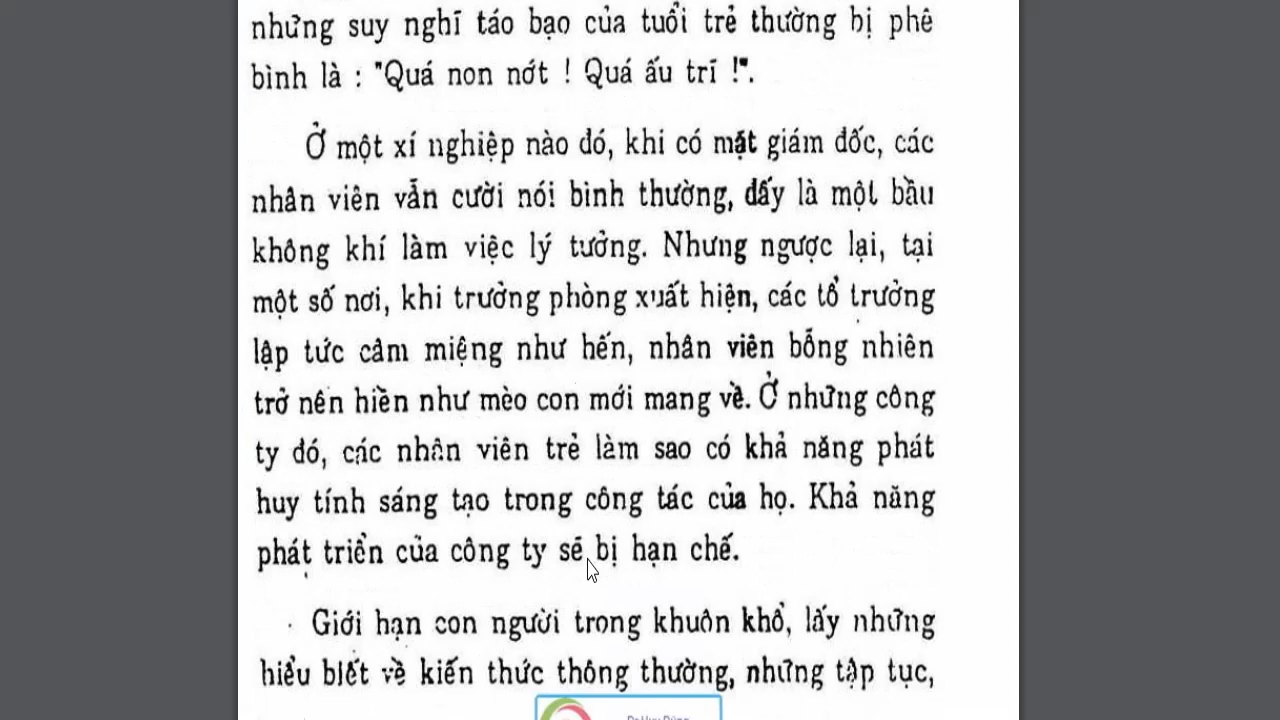 những suy nghĩ táo bạo của tuổi trẻ thường bị phê
bình là : "Quá non nớt ! Quá ấu trĩ !".
Ở một xí nghiệp nào đó, khi có mặt giám đốc, các
nhân viên vẫn cười nói bình thường, đấy là một bầu
không khí làm việc lý tưởng. Nhưng ngược lại, tại
một số nơi, khi trưởng phòng xuất hiện, các tổ trưởng
lập tức câm miệng như hến, nhân viên bỗng nhiên
trở nên hiền như mèo con mới mang về. Ở những công
ty đó, các nhân viên trẻ làm sao có khả năng phát
huy tính sáng tạo trong công tác của họ. Khả năng
phát triển của công ty sẽ bị hạn chế.
Giới hạn con người trong khuôn khổ, lấy những
hiểu biết về kiến thức thông thường, những tập tục,